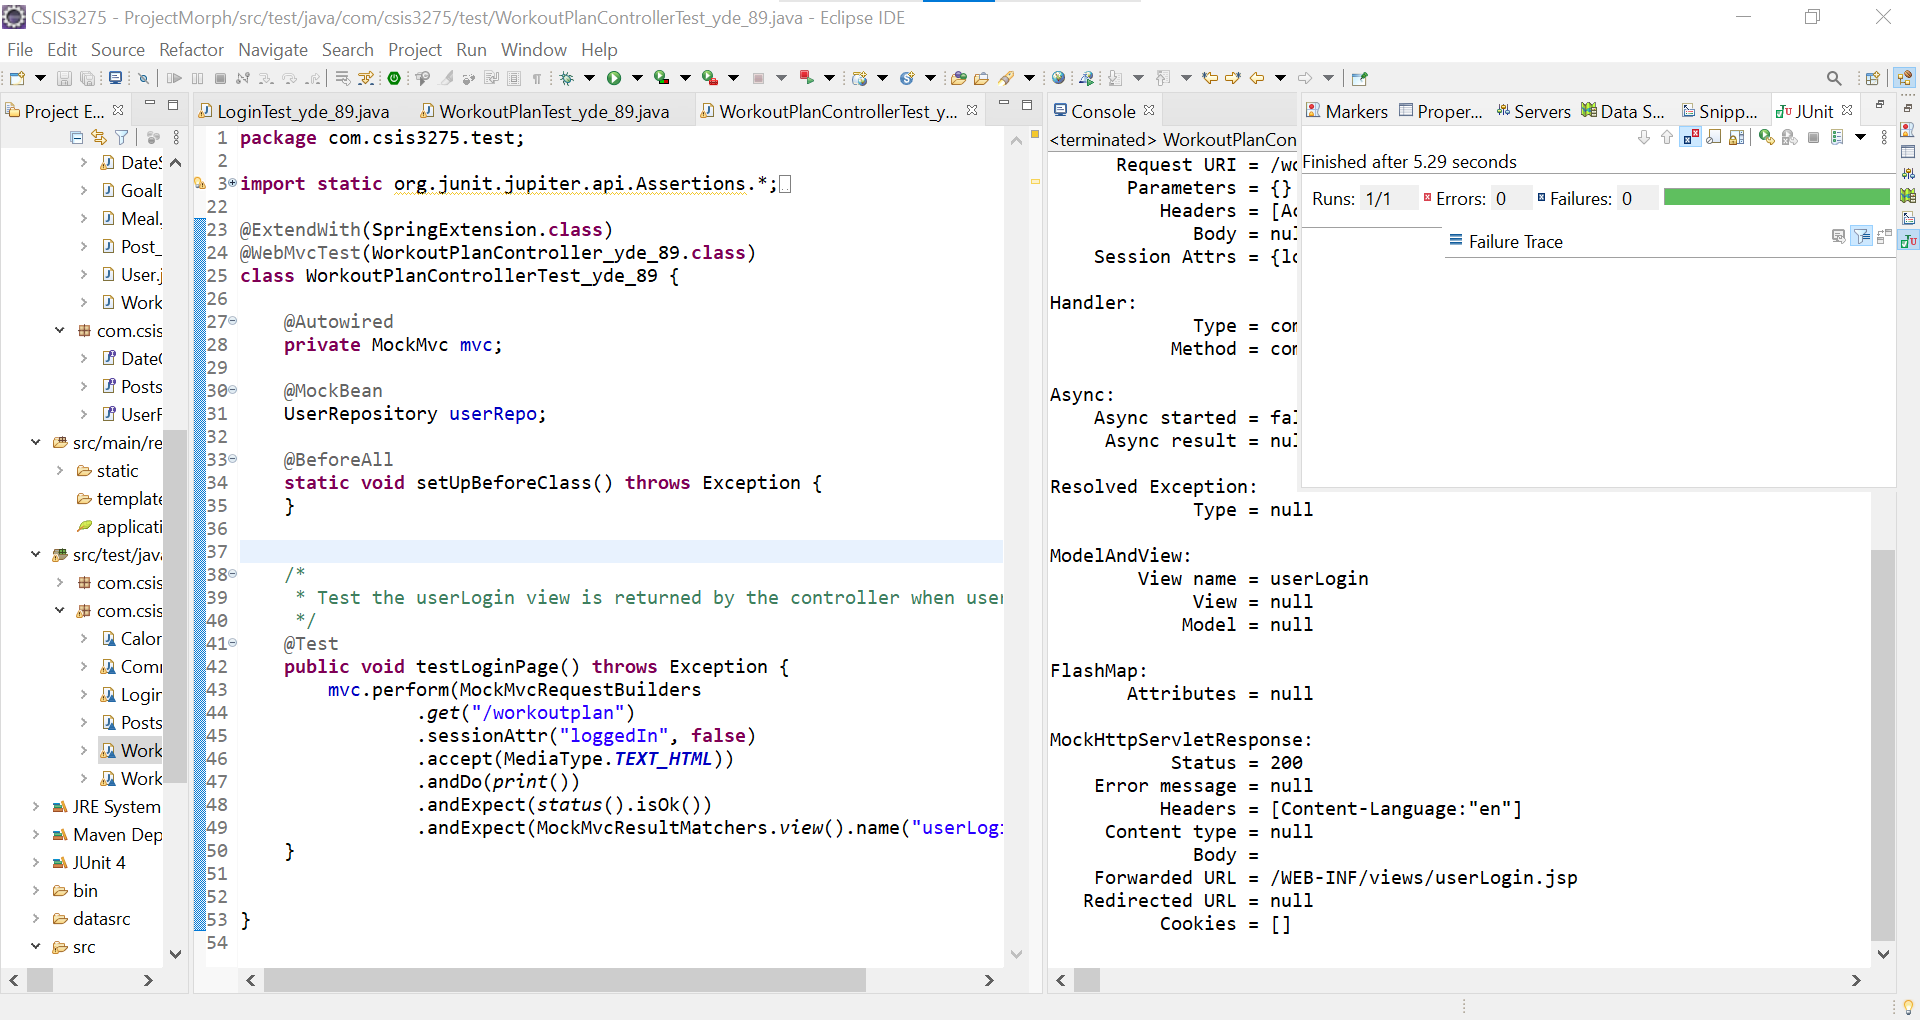 CSIS3275 - ProjectMorph/src/test/java/com/csis3275/test/WorkoutPlanControllerTest_yde_89.java - Eclipse IDE
File Edit Source Refactor Navigate Search Project Run Window Help
Project E...
DateS
GoalE
Meal.
Post_
User.j
Work
com.csis
DateC
Posts
UserF
src/main/re
static
template
applicati
src/test/java
com.csis
com.csis
Calor
Comr
Login
Posts
Work
Work
JRE System
Maven Dep
JUnit 4
bin
datasrc
src
LoginTest_yde_89.java WorkoutPlanTest_yde_89.java WorkoutPlanControllerTest_y...
1 package com.csis3275.test;
2
3 import static org.junit.jupiter.api.Assertions.*;
22
23 @ExtendWith(SpringExtension.class)
24 @WebMvcTest(WorkoutPlanController_yde_89.class)
25 class WorkoutPlanControllerTest_yde_89 {
26
27 @Autowired
28 private MockMvc mvc;
29
30 @MockBean
31 UserRepository userRepo;
32
33 @BeforeAll
34 static void setUpBeforeClass() throws Exception {
35 }
36
37
38 /*
39 * Test the userLogin view is returned by the controller when user
40 */
41 @Test
42 public void testLoginPage() throws Exception {
43 mvc.perform(MockMvcRequestBuilders
44 .get("/workoutplan")
45 .sessionAttr("loggedIn", false)
46 .accept(MediaType.TEXT_HTML))
47 .andDo(print())
48 .andExpect(status().isOk())
49 .andExpect(MockMvcResultMatchers.view().name("userLogi
50 }
51
52
53 }
54
Console
<terminated> WorkoutPlanCon
Request URI = /wo
Parameters = {}
Headers = [Ac
Body = nul
Session Attrs = {lo
Handler:
Type = com
Method = com
Async:
Async started = fal
Async result = nul
Resolved Exception:
Type = null
ModelAndView:
View name = userLogin
View = null
Model = null
FlashMap:
Attributes = null
MockHttpServletResponse:
Status = 200
Error message = null
Headers = [Content-Language:"en"]
Content type = null
Body =
Forwarded URL = /WEB-INF/views/userLogin.jsp
Redirected URL = null
Cookies = []
Markers Proper... Servers Data S... Snipp... JUnit
Finished after 5.29 seconds
Runs: 1/1 Errors: 0 Failures: 0
Failure Trace